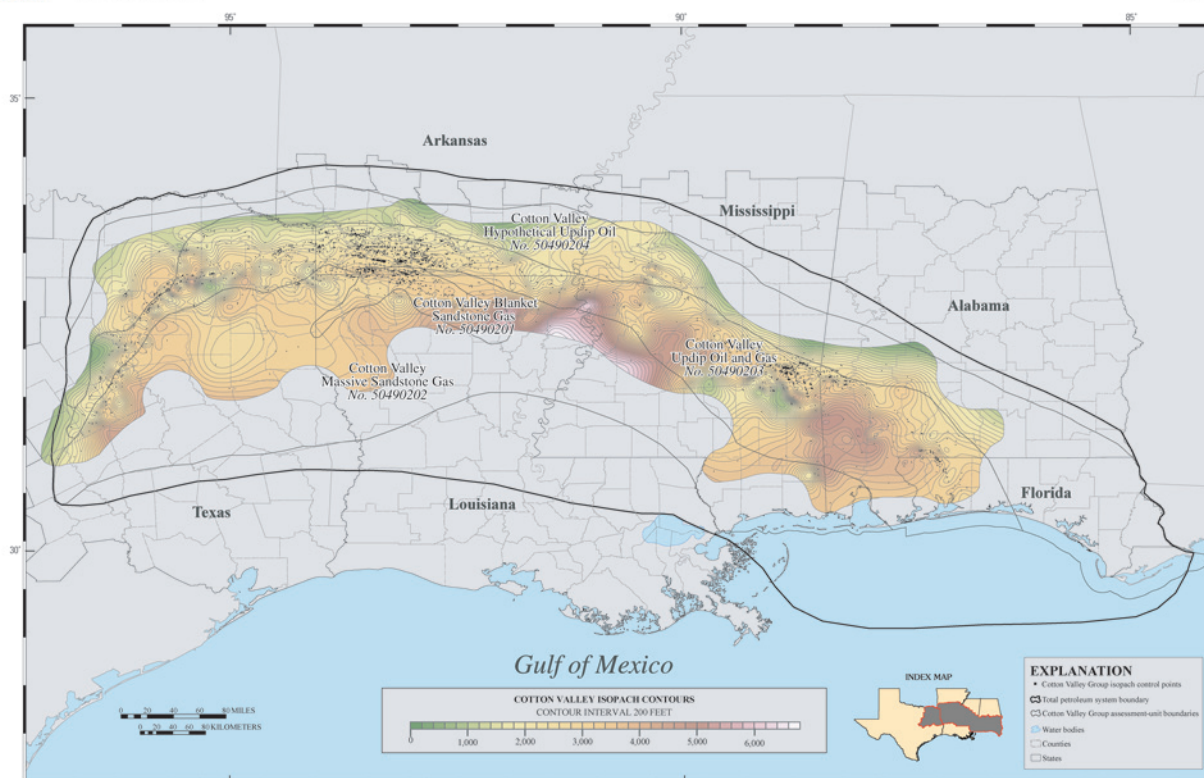 95°
90°
85°
35°
Arkansas
Mississippi
Cotton Valley
Hypothetical Updip Oil
No. 50490204
Alabama
Cotton Valley Blanket
Sandstone Gas
No. 50490201
Cotton Valley
Updip Oil and Gas
No. 50490203
Cotton Valley
Massive Sandstone Gas
No. 50490202
Florida
Louisiana
Texas
30°
Gulf of Mexico
COTTON VALLEY ISOPACH CONTOURS
CONTOUR INTERVAL 200 FEET
0 1,000 2,000 3,000 4,000 5,000 6,000
0 20 40 60 80 MILES
0 20 40 60 80 KILOMETERS
INDEX MAP
EXPLANATION
Cotton Valley Group isopach control points
Total petroleum system boundary
Cotton Valley Group assessment-unit boundaries
Water bodies
Counties
States